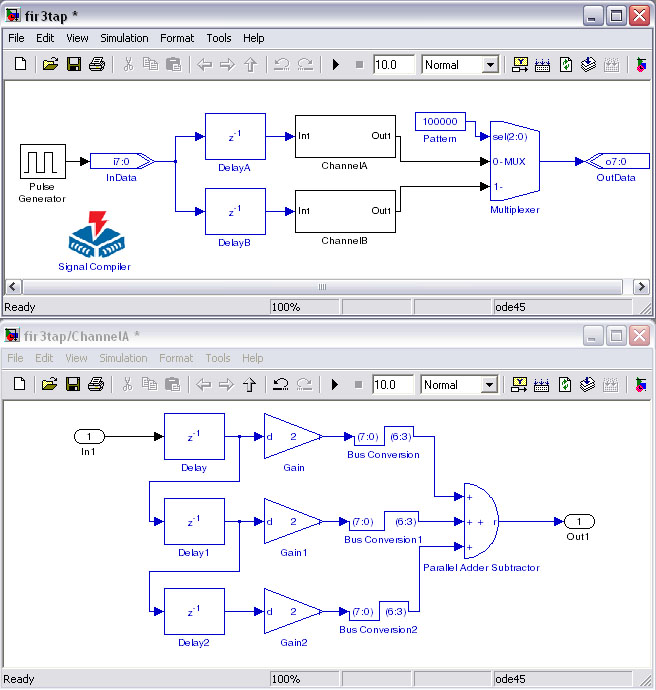 fir3tap *
File Edit View Simulation Format Tools Help
10.0 Normal
Pulse
Generator
i7:0
InData
z-1
DelayA
In1 Out1
ChannelA
z-1
DelayB
In1 Out1
ChannelB
100000
Pattern
sel(2:0)
0-MUX
1-
Multiplexer
o7:0
OutData
Signal Compiler
Ready 100% ode45
fir3tap/ChannelA *
File Edit View Simulation Format Tools Help
10.0 Normal
1
In1
z-1
Delay
d 2
Gain
(7:0) (6:3)
Bus Conversion
z-1
Delay1
d 2
Gain1
(7:0) (6:3)
Bus Conversion1
z-1
Delay2
d 2
Gain2
(7:0) (6:3)
Bus Conversion2
+
+ + r
+
Parallel Adder Subtractor
1
Out1
Ready 100% ode45